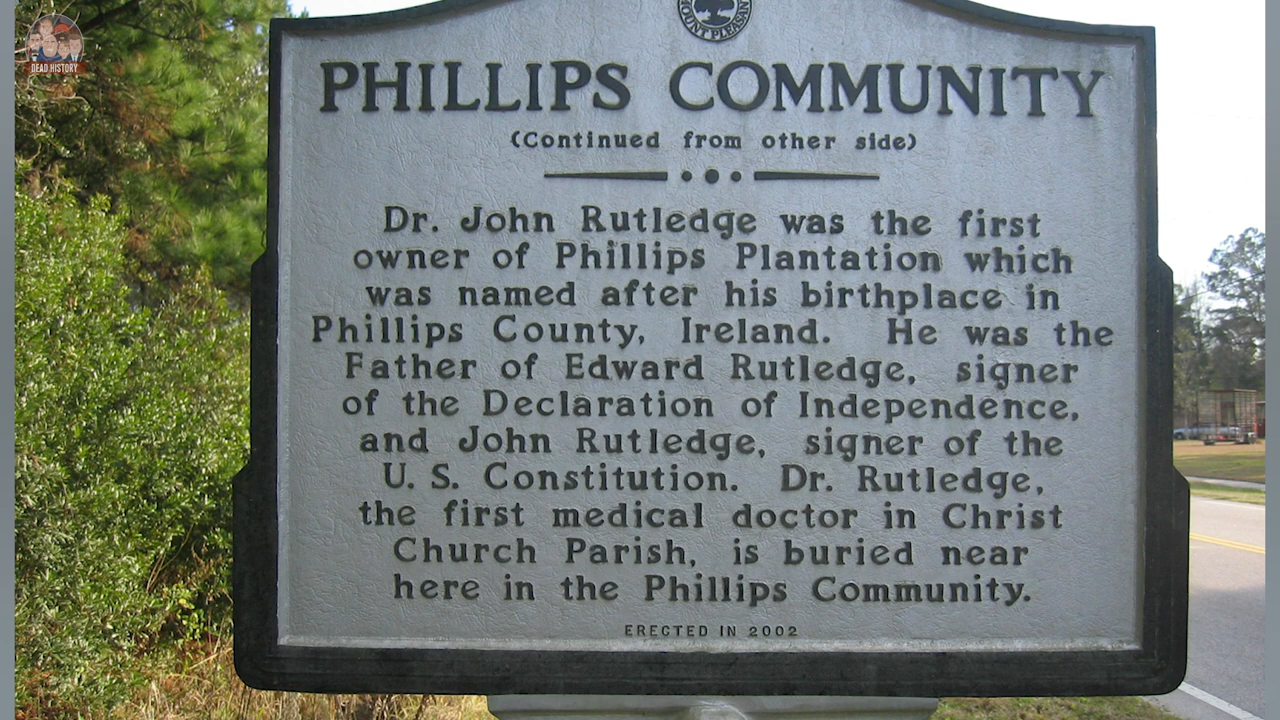 DEAD HISTORY
MOUNT PLEASANT
PHILLIPS COMMUNITY
(Continued from other side)
Dr. John Rutledge was the first
owner of Phillips Plantation which
was named after his birthplace in
Phillips County, Ireland. He was the
Father of Edward Rutledge, signer
of the Declaration of Independence,
and John Rutledge, signer of the
U. S. Constitution. Dr. Rutledge,
the first medical doctor in Christ
Church Parish, is buried near
here in the Phillips Community.
ERECTED IN 2002